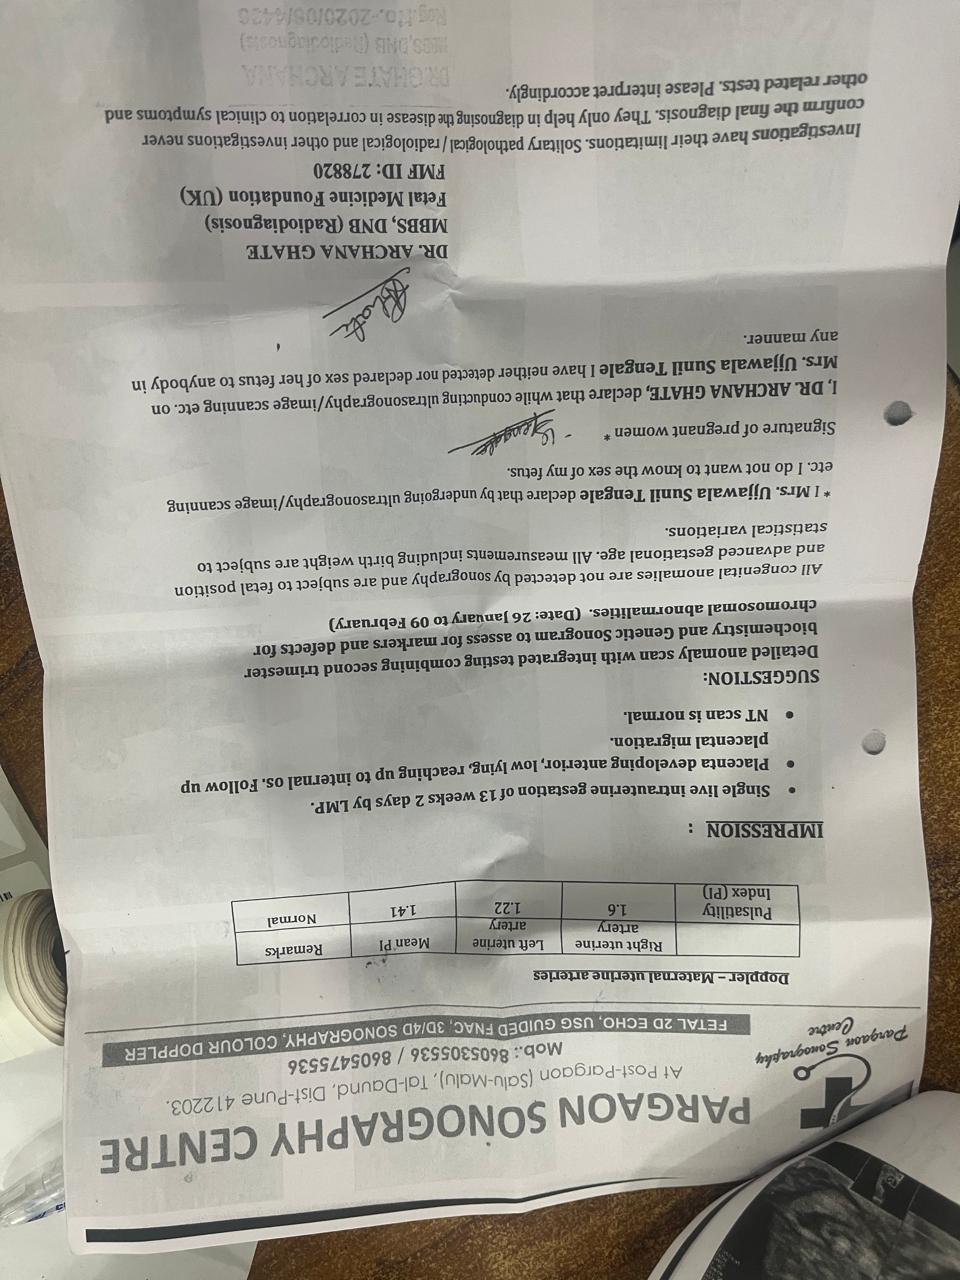 PARGAON SONOGRAPHY CENTRE
At Post-Pargaon (Salu-Malu), Tal-Daund, Dist-Pune 412203.
Mob.: 8605305536 / 8605475536
Pargaon Sonography
Centre
FETAL 2D ECHO, USG GUIDED FNAC, 3D/4D SONOGRAPHY, COLOUR DOPPLER
Doppler – Maternal uterine arteries
Right uterine artery Left uterine artery Mean PI Remarks
Pulsatility Index (PI) 1.6 1.22 1.41 Normal
IMPRESSION :
• Single live intrauterine gestation of 13 weeks 2 days by LMP.
• Placenta developing anterior, low lying, reaching up to internal os. Follow up
placental migration.
• NT scan is normal.
SUGGESTION:
Detailed anomaly scan with integrated testing combining second trimester
biochemistry and Genetic Sonogram to assess for markers and defects for
chromosomal abnormalities. (Date: 26 January to 09 February)
All congenital anomalies are not detected by sonography and are subject to fetal position
and advanced gestational age. All measurements including birth weight are subject to
statistical variations.
* I Mrs. Ujjawala Sunil Tengale declare that by undergoing ultrasonography/image scanning
etc. I do not want to know the sex of my fetus.
Signature of pregnant women *
I, DR. ARCHANA GHATE, declare that while conducting ultrasonography/image scanning etc. on
Mrs. Ujjawala Sunil Tengale I have neither detected nor declared sex of her fetus to anybody in
any manner.
DR. ARCHANA GHATE
MBBS, DNB (Radiodiagnosis)
Fetal Medicine Foundation (UK)
FMF ID: 278820
Investigations have their limitations. Solitary pathological/radiological and other investigations never
confirm the final diagnosis. They only help in diagnosing the disease in correlation to clinical symptoms and
other related tests. Please interpret accordingly.
DR.GHATE ARCHANA
MBBS,DNB (Radiodiagnosis)